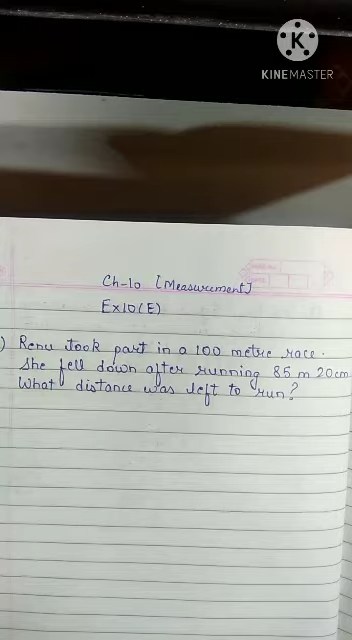 K
KINEMASTER
Ch-10 [Measurement]
Ex10(E)
) Renu took part in a 100 metre race.
She fell down after running 85 m 20cm
What distance was left to run?